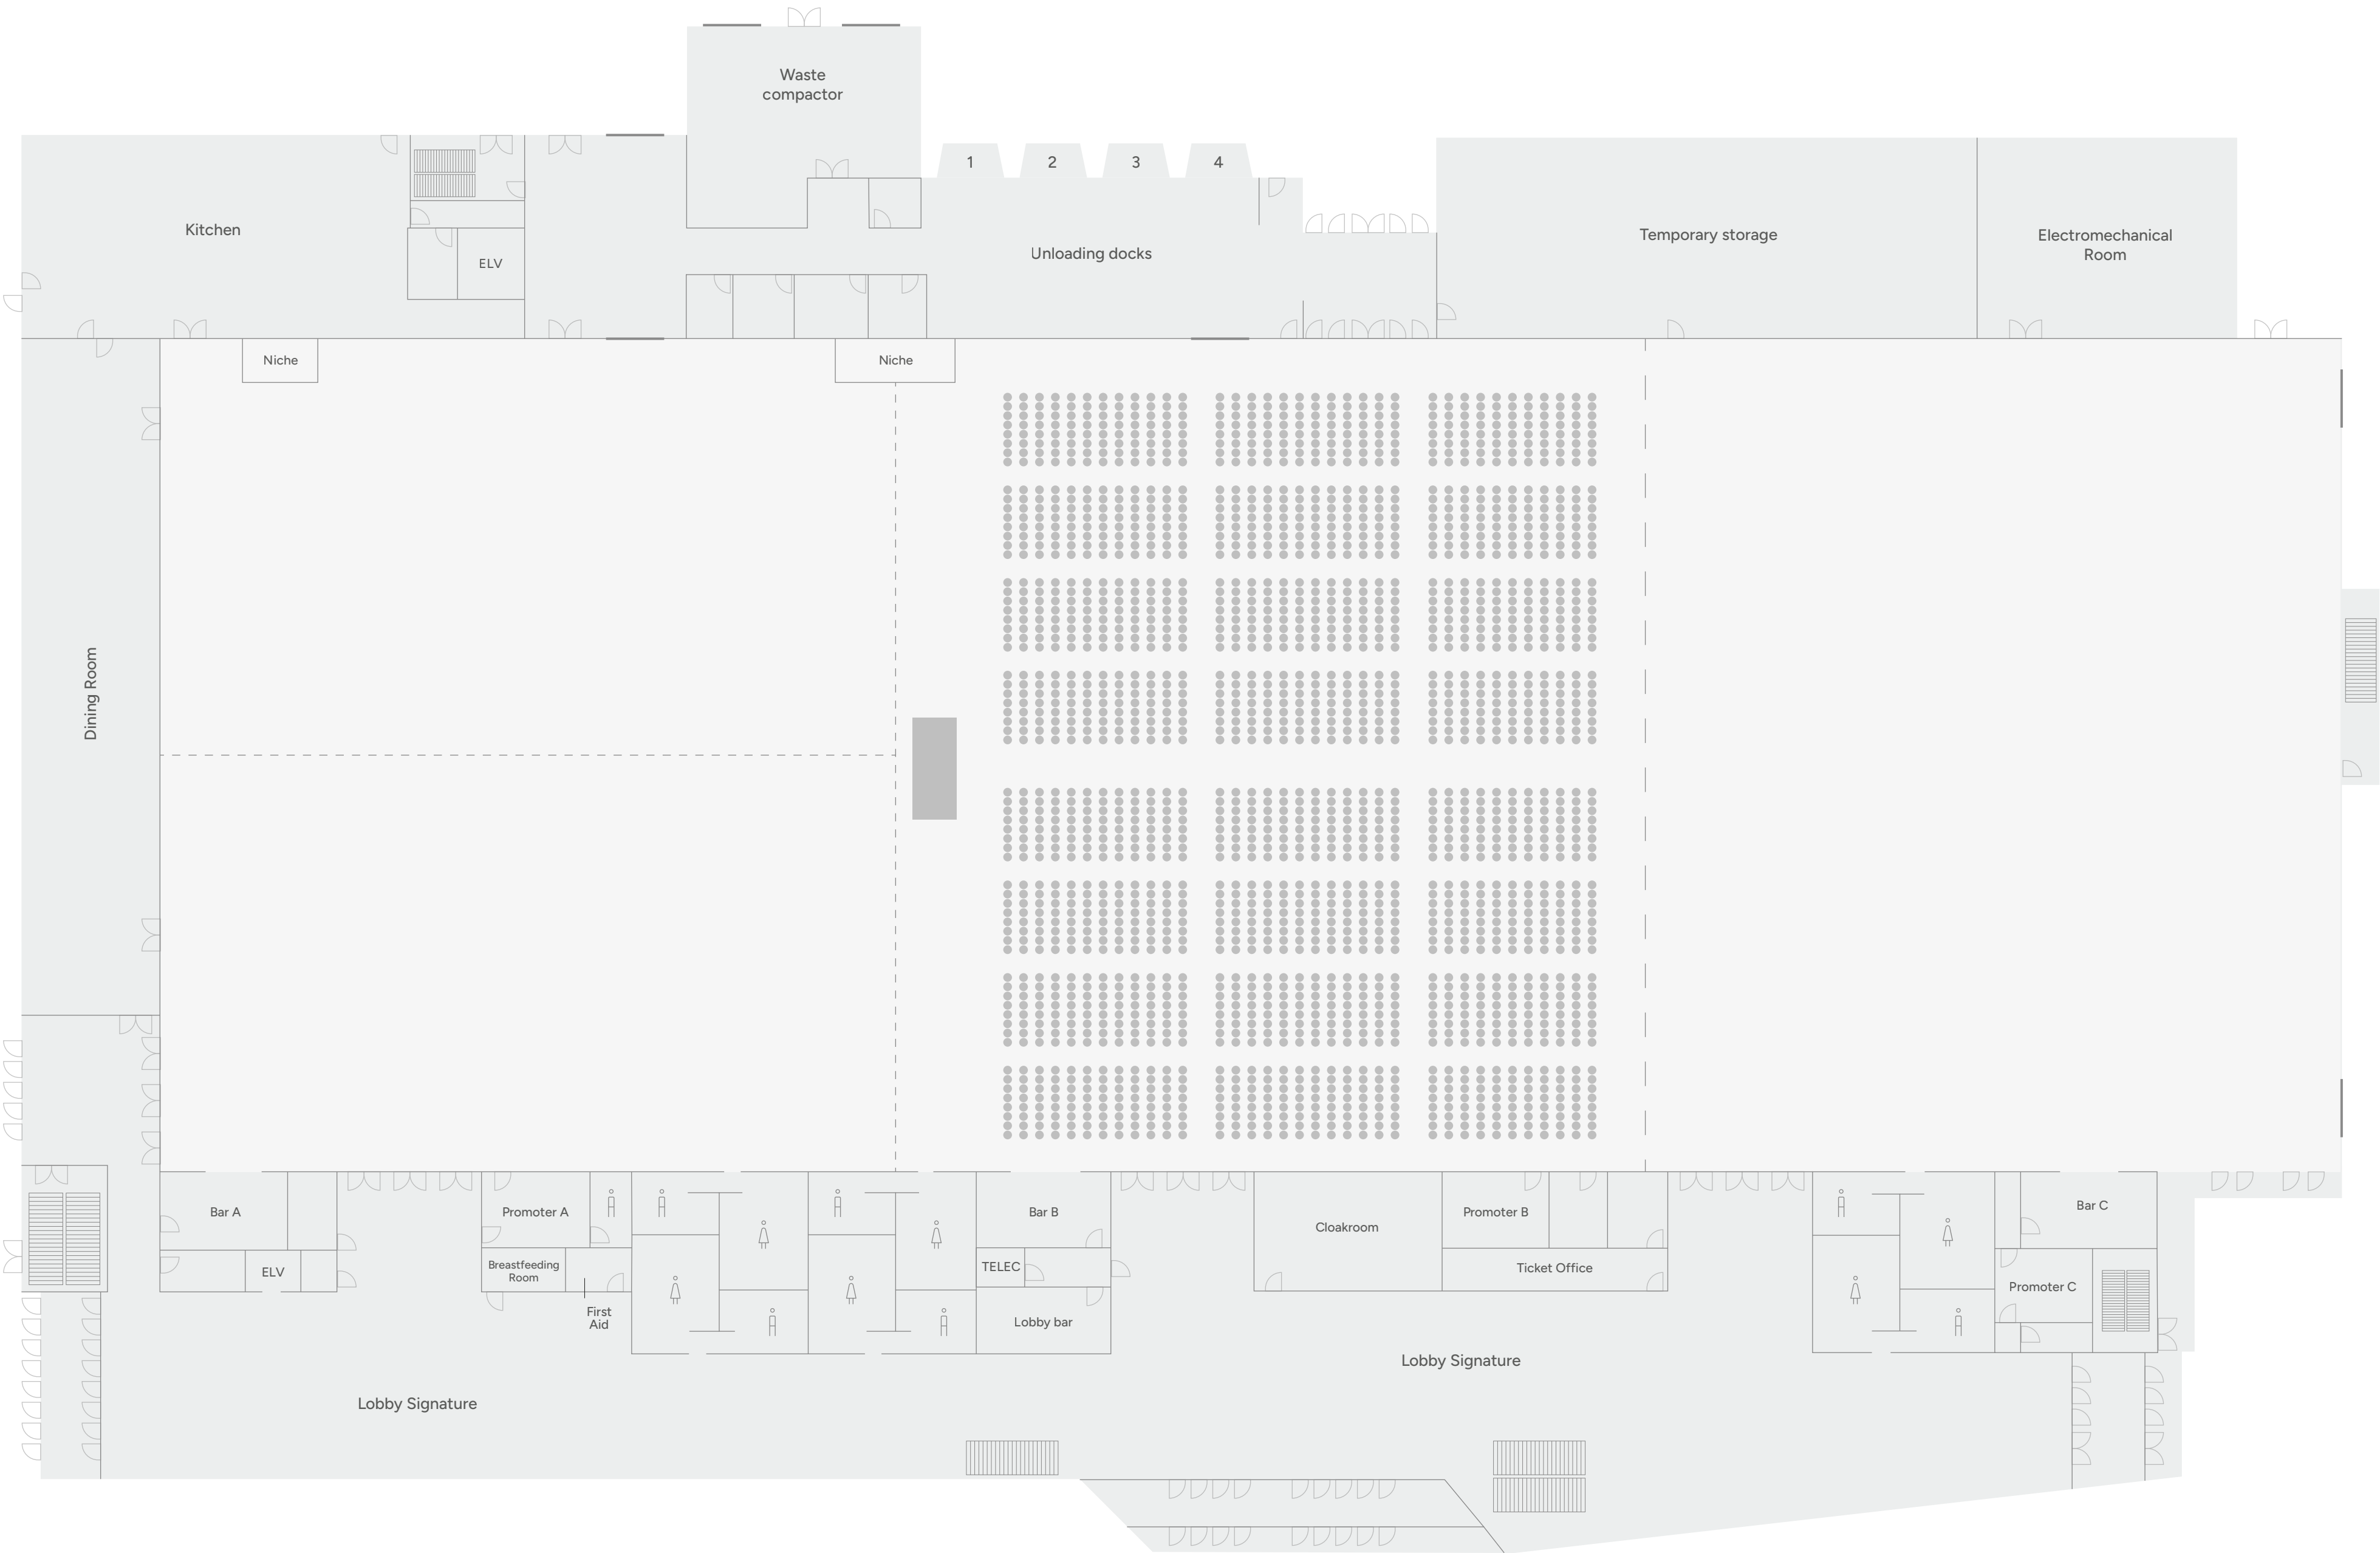 Waste
compactor
1
2
3
4
Kitchen
ELV
Unloading docks
Temporary storage
Electromechanical
Room
Niche
Niche
Dining Room
Bar A
ELV
Promoter A
Breastfeeding
Room
First
Aid
Bar B
TELEC
Lobby bar
Cloakroom
Promoter B
Ticket Office
Bar C
Promoter C
Lobby Signature
Lobby Signature